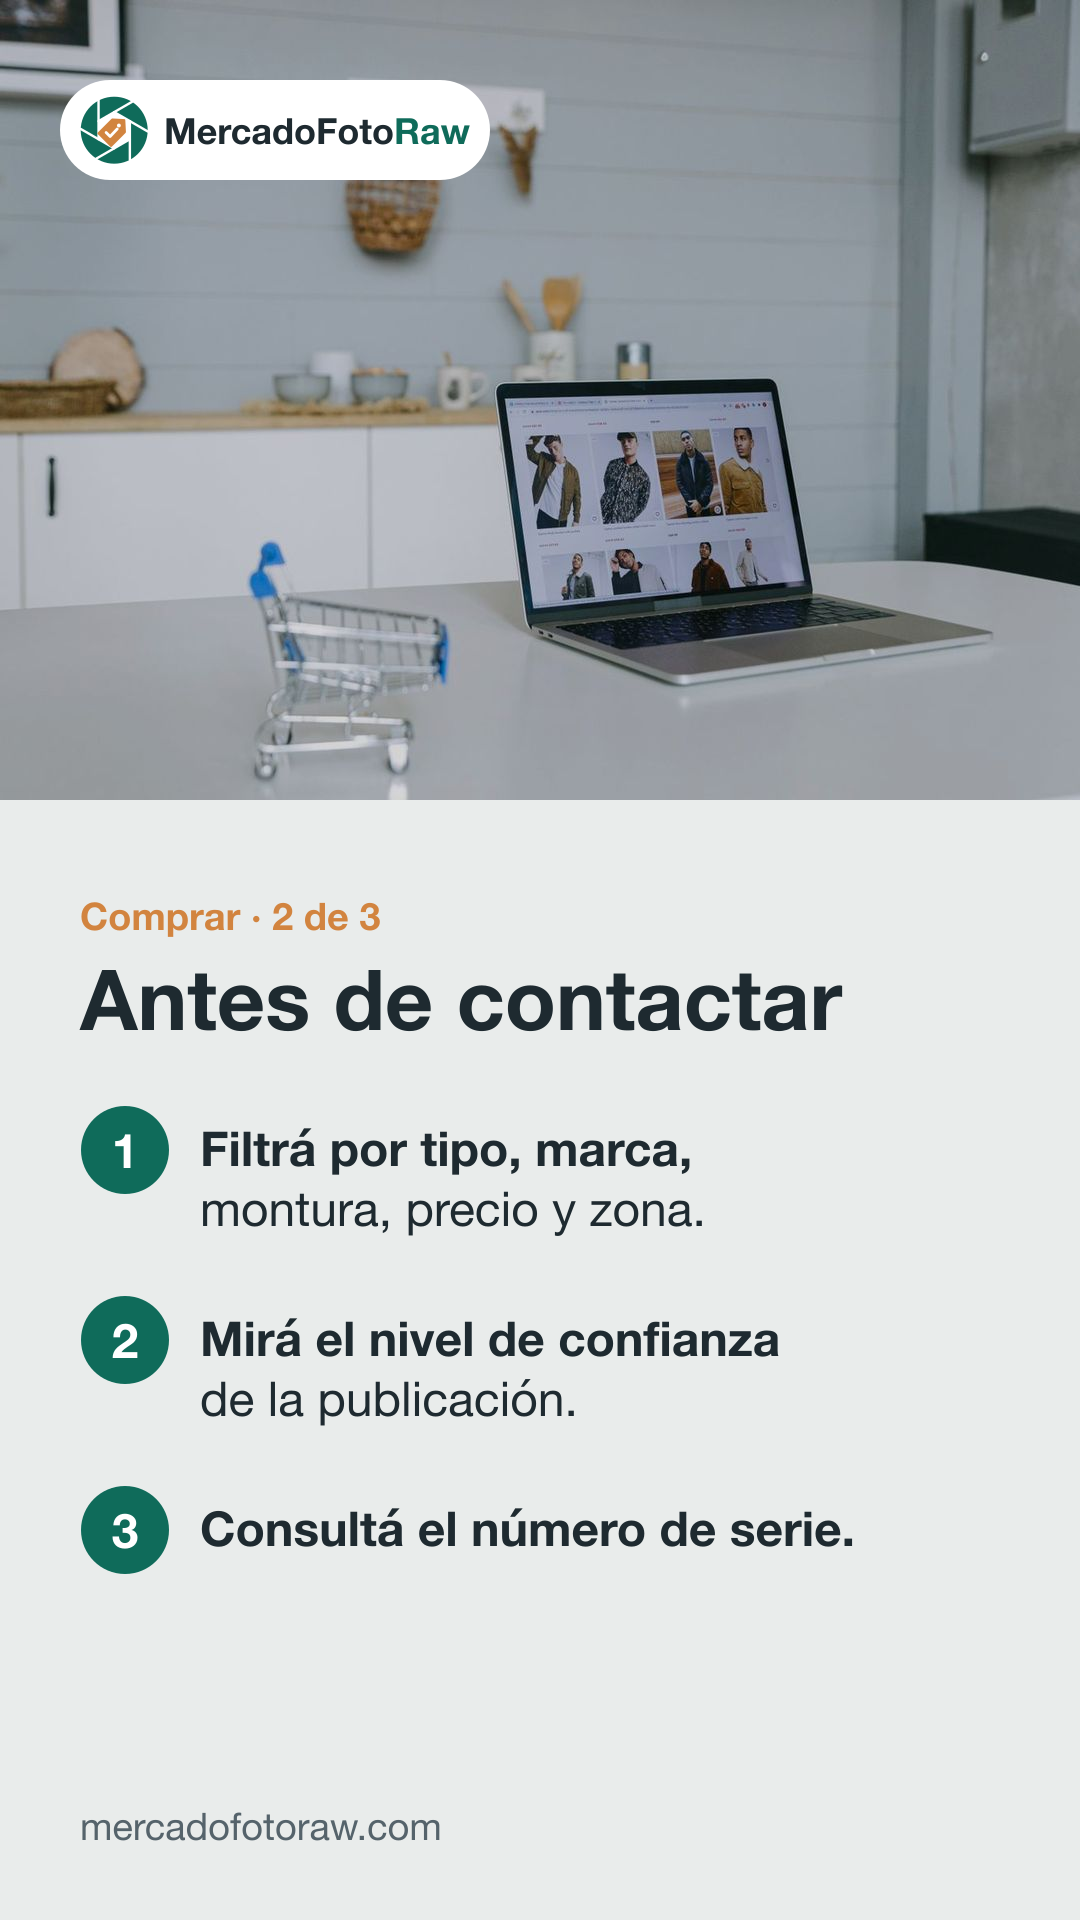 MercadoFotoRaw
Comprar · 2 de 3
Antes de contactar
1
Filtrá por tipo, marca,
montura, precio y zona.
2
Mirá el nivel de confianza
de la publicación.
3
Consultá el número de serie.
mercadofotoraw.com